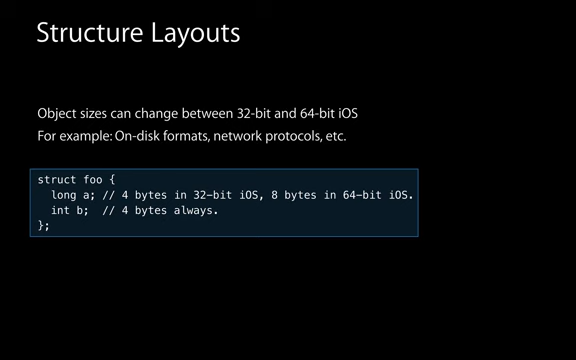 Structure Layouts
Object sizes can change between 32-bit and 64-bit iOS
For example: On-disk formats, network protocols, etc.
struct foo {
  long a; // 4 bytes in 32-bit iOS, 8 bytes in 64-bit iOS.
  int b;  // 4 bytes always.
};